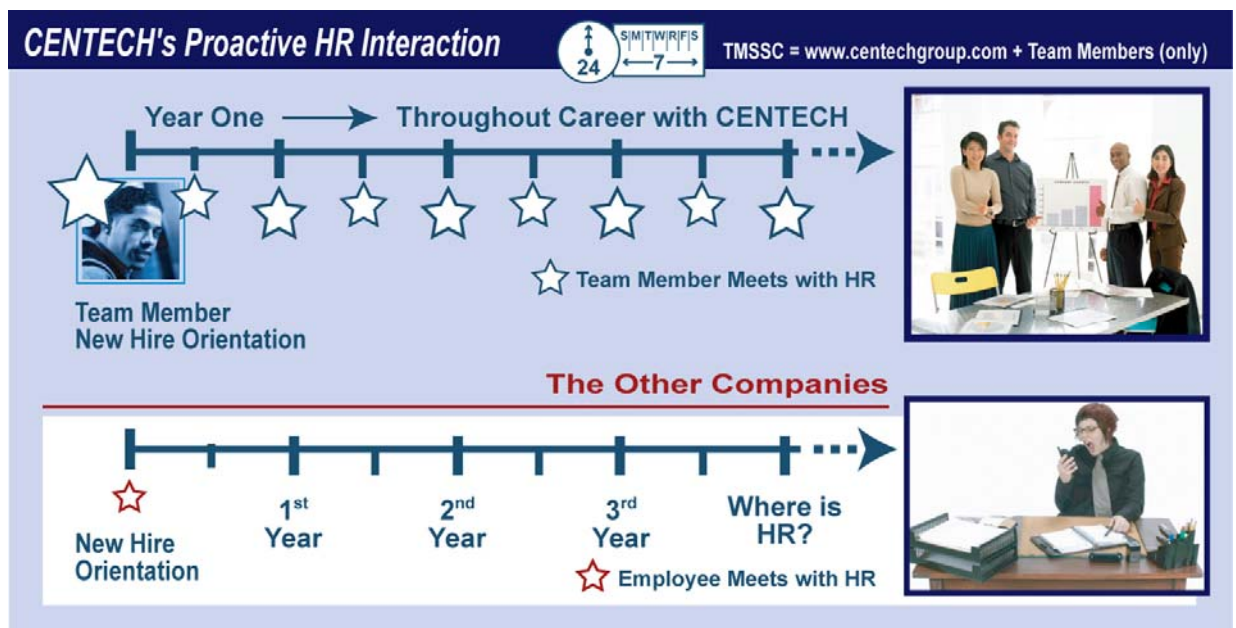 CENTECH's Proactive HR Interaction
24
S|M|T|W|R|F|S
7
TMSSC = www.centechgroup.com + Team Members (only)
Year One
Throughout Career with CENTECH
Team Member Meets with HR
Team Member
New Hire Orientation
The Other Companies
New Hire
Orientation
1st
Year
2nd
Year
3rd
Year
Where is
HR?
Employee Meets with HR